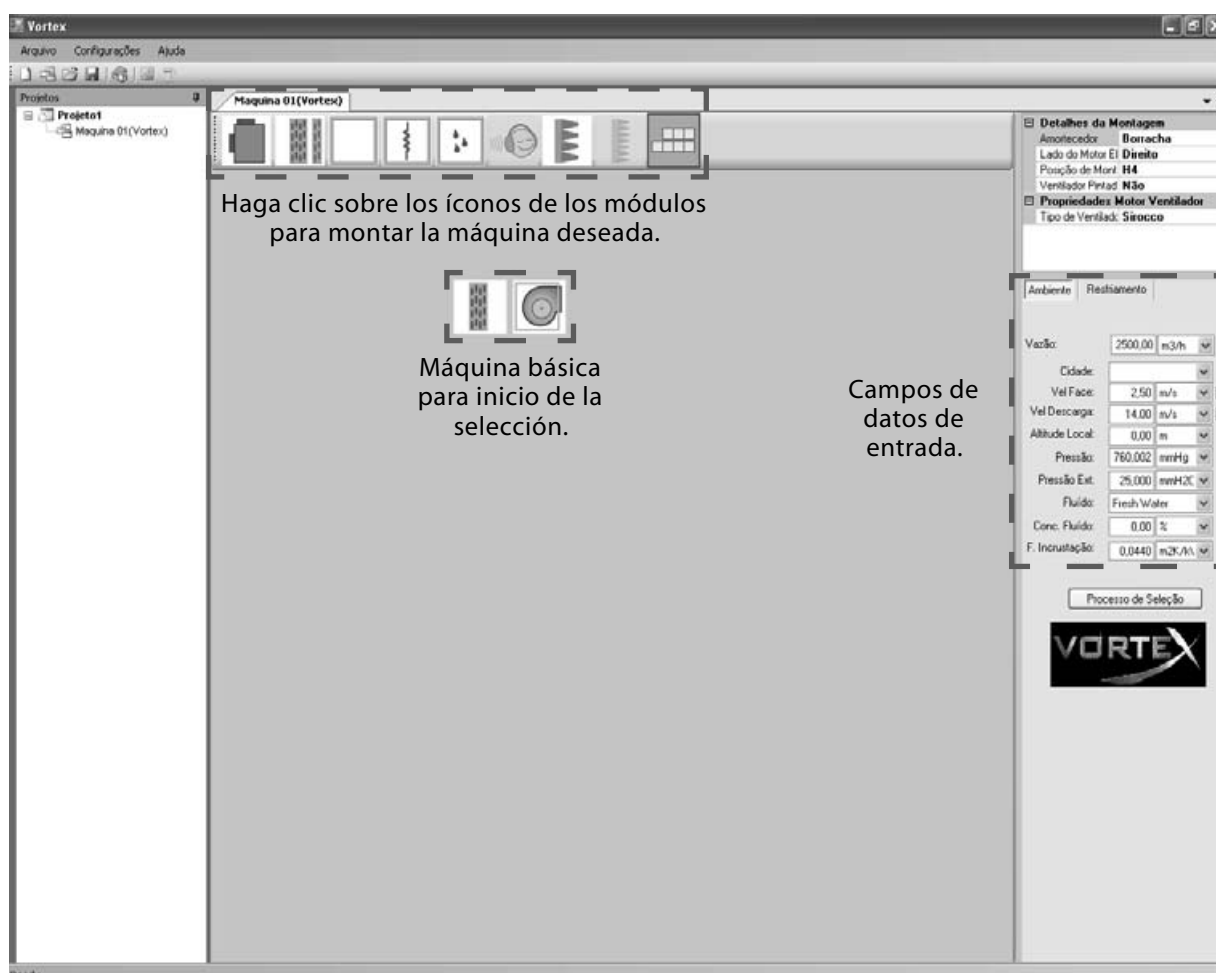 Vortex
Arquivo Configurações Ajuda
Projetos
Projeto1
Maquina 01(Vortex)
Maquina 01(Vortex)
Haga clic sobre los íconos de los módulos
para montar la máquina deseada.
Máquina básica
para inicio de la
selección.
Campos de
datos de
entrada.
Detalhes da Montagem
Amortecedor Borracha
Lado do Motor El Direito
Posição de Mont H4
Ventilador Pintad Não
Propriedades Motor Ventilador
Tipo de Ventilad: Sirocco
Ambiente Resfriamento
Vazão: 2500,00 m3/h
Cidade:
Vel Face: 2,50 m/s
Vel Descarga: 14,00 m/s
Altitude Local: 0,00 m
Pressão: 760,002 mmHg
Pressão Ext. 25,000 mmH2C
Fluído: Fresh Water
Conc. Fluído: 0,00 %
F. Incrustação: 0,0440 m2K/k\
Processo de Seleção
VORTEX